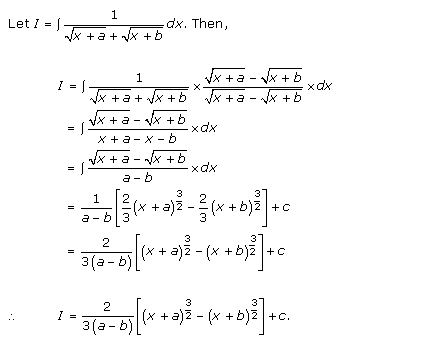 Let I = ∫ 1/(√(x+a) + √(x+b)) dx. Then,
I = ∫ 1/(√(x+a) + √(x+b)) × (√(x+a) − √(x+b))/(√(x+a) − √(x+b)) × dx
= ∫ (√(x+a) − √(x+b))/(x+a−x−b) × dx
= ∫ (√(x+a) − √(x+b))/(a−b) × dx
= 1/(a−b) [2/3 (x+a)^(3/2) − 2/3 (x+b)^(3/2)] + c
= 2/(3(a−b)) [(x+a)^(3/2) − (x+b)^(3/2)] + c
∴ I = 2/(3(a−b)) [(x+a)^(3/2) − (x+b)^(3/2)] + c.